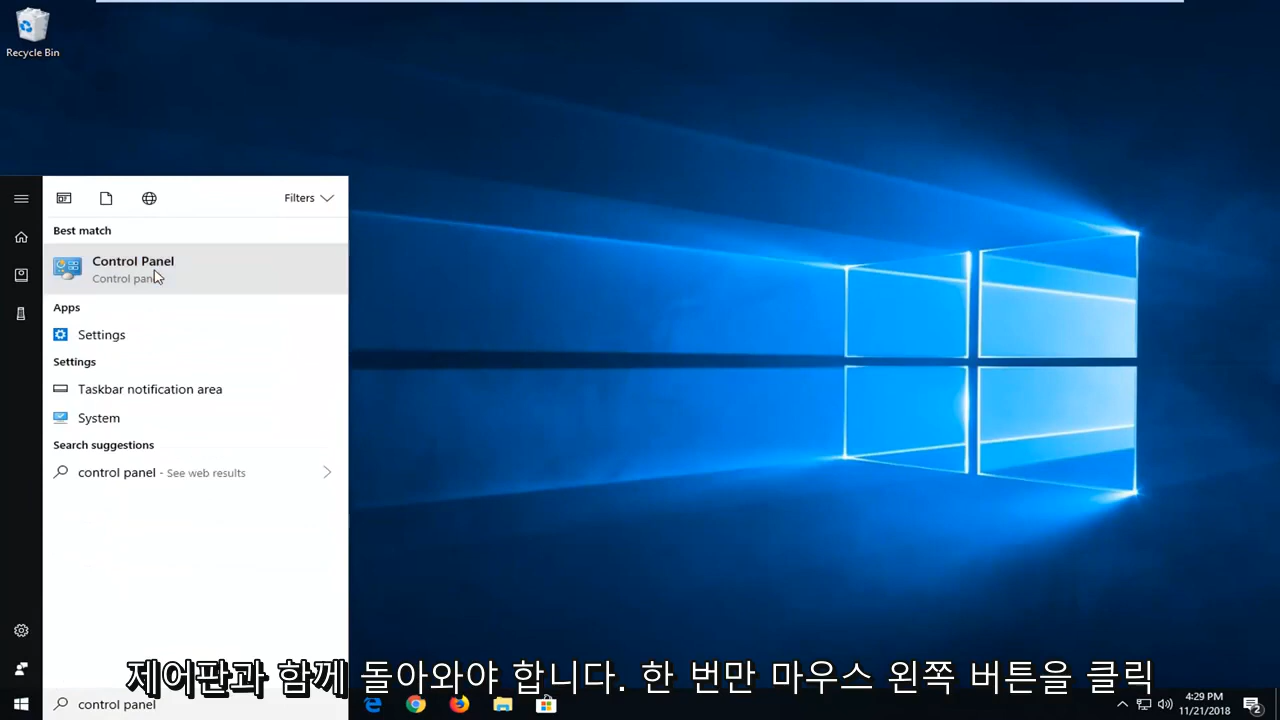 Recycle Bin
Filters
Best match
Control Panel
Control pane
Apps
Settings
Settings
Taskbar notification area
System
Search suggestions
control panel - See web results
제어판과 함께 돌아와야 합니다. 한 번만 마우스 왼쪽 버튼을 클릭
control panel
4:29 PM
11/21/2018
2